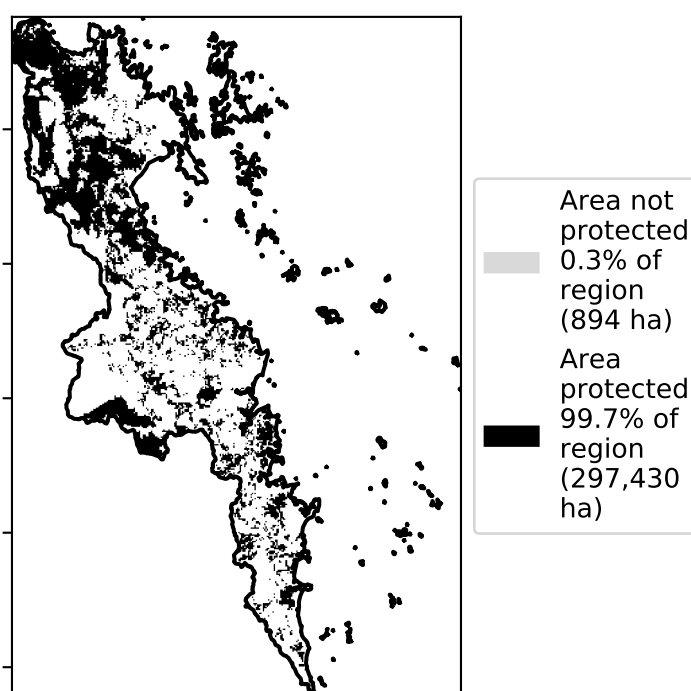 Area not
protected
0.3% of
region
(894 ha)
Area
protected
99.7% of
region
(297,430
ha)